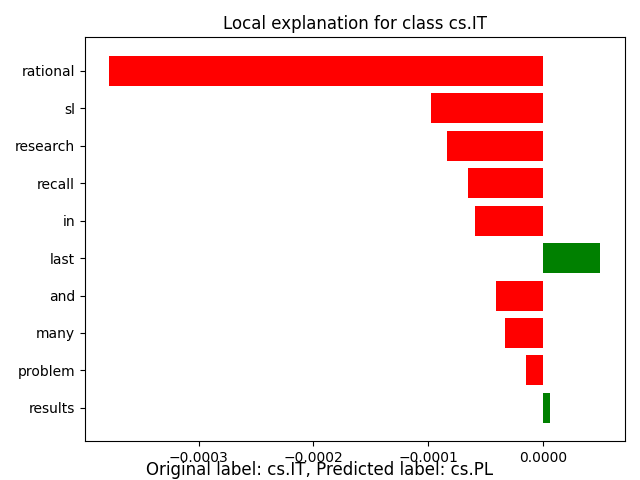 Local explanation for class cs.IT
rational
sl
research
recall
in
last
and
many
problem
results
−0.0003 −0.0002 −0.0001 0.0000
Original label: cs.IT, Predicted label: cs.PL